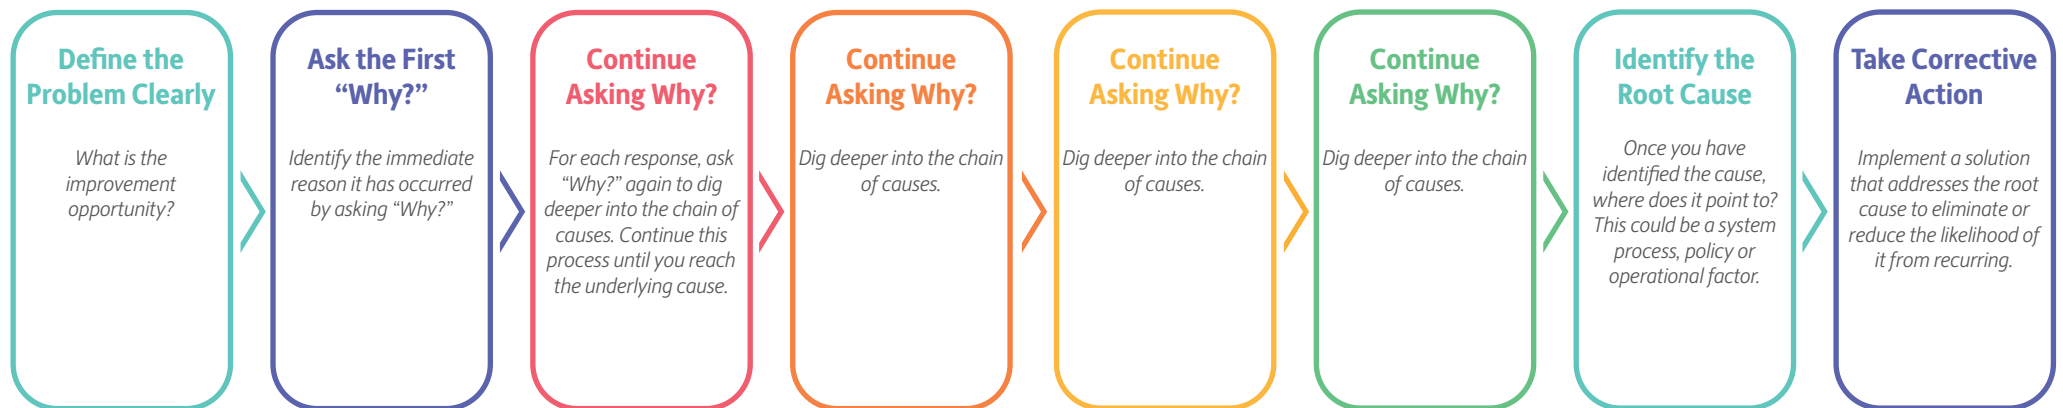 Define the
Problem Clearly
What is the
improvement
opportunity?
Ask the First
“Why?”
Identify the immediate
reason it has occurred
by asking “Why?”
Continue
Asking Why?
For each response, ask
“Why?” again to dig
deeper into the chain of
causes. Continue this
process until you reach
the underlying cause.
Continue
Asking Why?
Dig deeper into the chain
of causes.
Continue
Asking Why?
Dig deeper into the chain
of causes.
Continue
Asking Why?
Dig deeper into the chain
of causes.
Identify the
Root Cause
Once you have
identified the cause,
where does it point to?
This could be a system
process, policy or
operational factor.
Take Corrective
Action
Implement a solution
that addresses the root
cause to eliminate or
reduce the likelihood of
it from recurring.